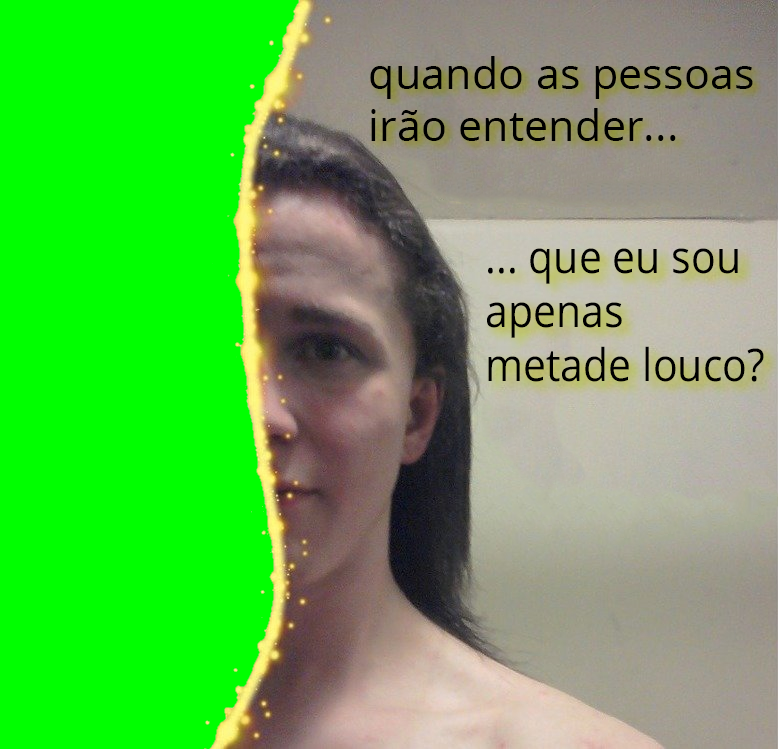 quando as pessoas
irão entender...
... que eu sou
apenas
metade louco?